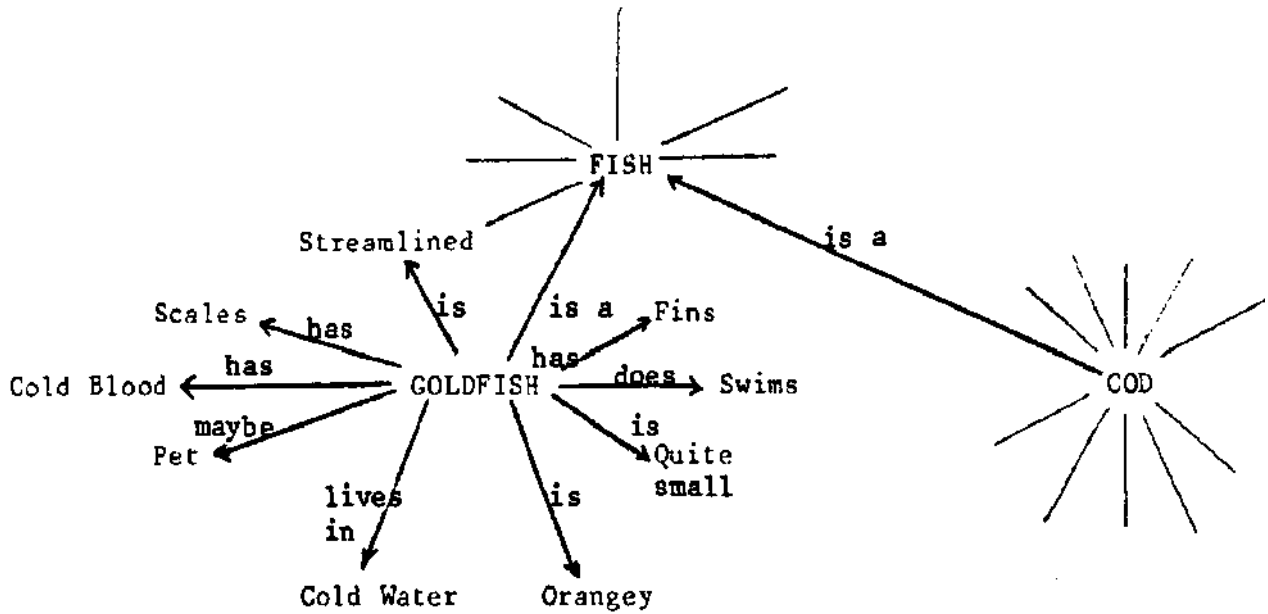 FISH
is a
Streamlined
is
is a
Scales
has
has
Fins
has
Cold Blood
GOLDFISH
does
Swims
COD
maybe
Pet
is
Quite
small
lives
in
is
Cold Water
Orangey